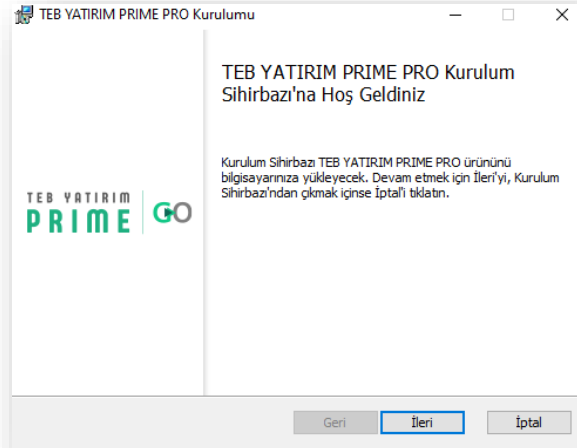 TEB YATIRIM PRIME PRO Kurulumu
TEB YATIRIM PRIME PRO Kurulum
Sihirbazı'na Hoş Geldiniz
Kurulum Sihirbazı TEB YATIRIM PRIME PRO ürününü
bilgisayarınıza yükleyecek. Devam etmek için İleri'yi, Kurulum
Sihirbazı'ndan çıkmak içinse İptal'i tıklatın.
TEB YATIRIM
PRIME GO
Geri İleri İptal